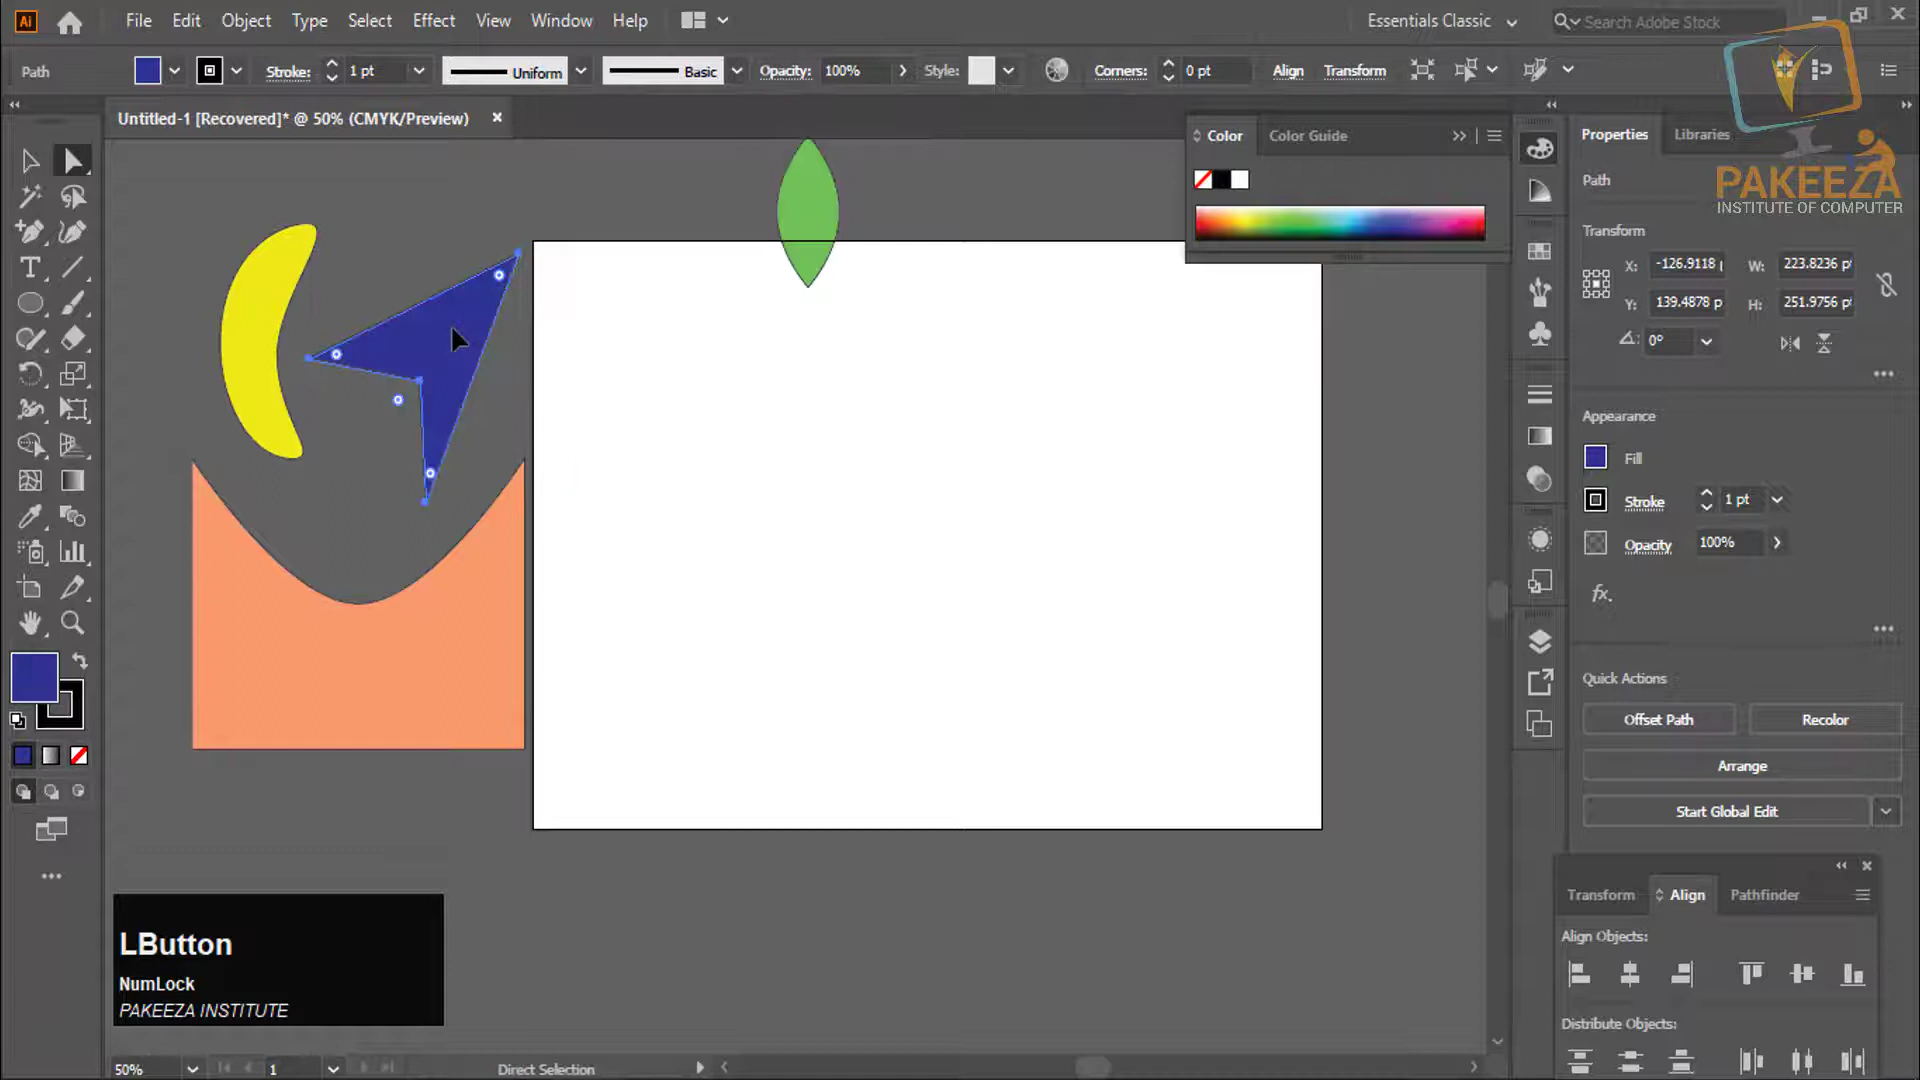 Ai File Edit Object Type Select Effect View Window Help Essentials Classic Search Adobe Stock
Path Stroke: 1 pt Uniform Basic Opacity: 100% Style: Corners: 0 pt Align Transform
Untitled-1 [Recovered]* @ 50% (CMYK/Preview)
Color Color Guide
Properties Libraries
PAKEEZA
INSTITUTE OF COMPUTER
Path
Transform
X: -126.9118 W: 223.8236
Y: 139.4878 p H: 251.9756
0°
Appearance
Fill
Stroke 1 pt
Opacity 100%
fx.
Quick Actions
Offset Path Recolor
Arrange
Start Global Edit
Transform Align Pathfinder
Align Objects:
Distribute Objects:
LButton
NumLock
PAKEEZA INSTITUTE
50% 1 Direct Selection